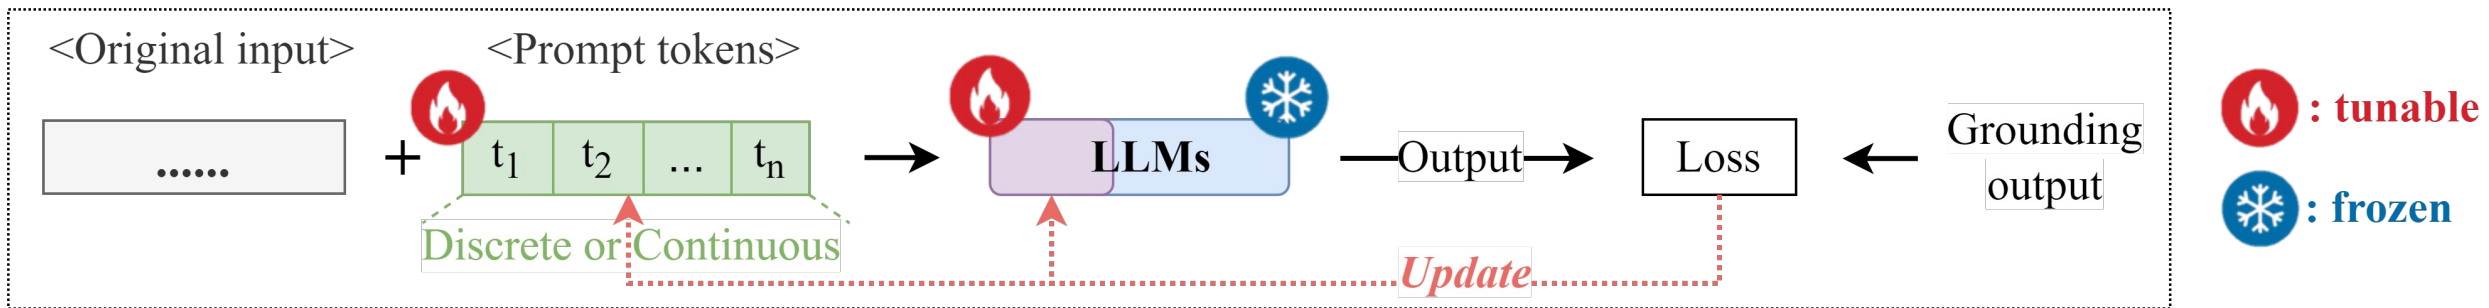 <Original input>
<Prompt tokens>
......
+
t₁ t₂ ... tₙ
Discrete or Continuous
LLMs
Output
Loss
Grounding
output
Update
: tunable
: frozen